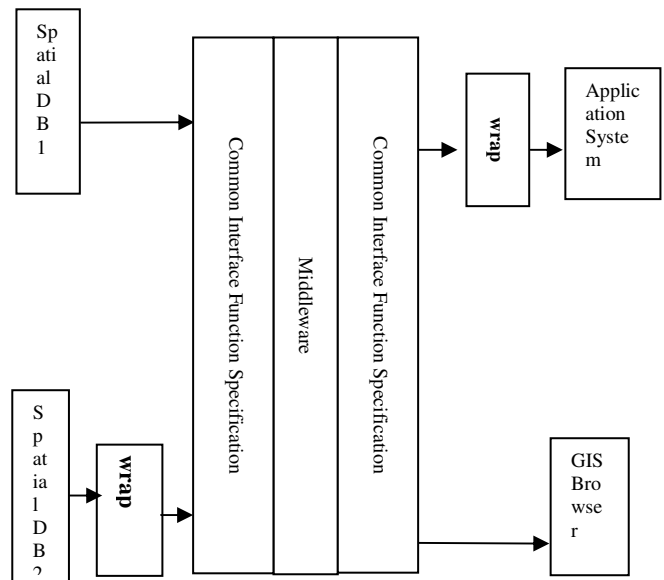 Sp
ati
al
D
B
1
Common Interface Function Specification
Middleware
Common Interface Function Specification
wrap
Applic
ation
Syste
m
S
p
at
ia
l
D
B
2
wrap
GIS
Bro
wse
r